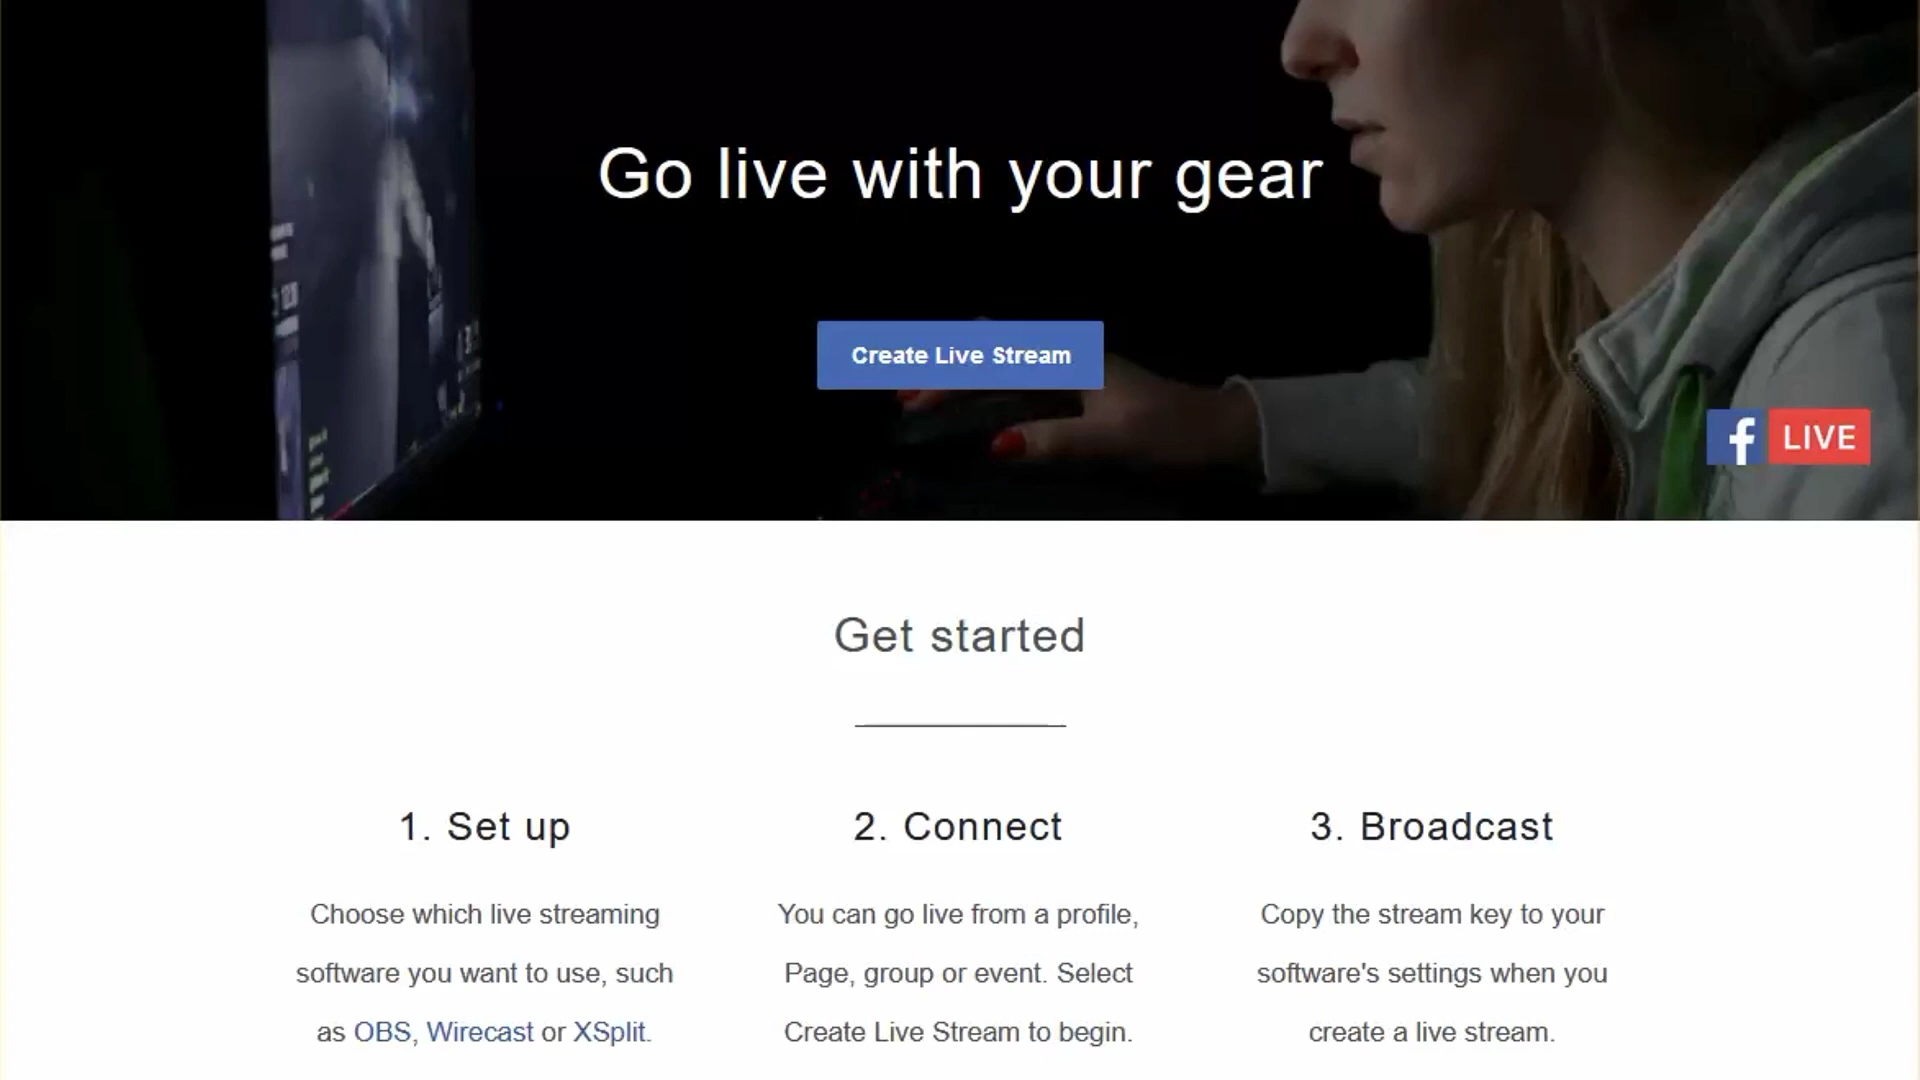 Go live with your gear
Create Live Stream
f LIVE
Get started
1. Set up
Choose which live streaming
software you want to use, such
as OBS, Wirecast or XSplit.
2. Connect
You can go live from a profile,
Page, group or event. Select
Create Live Stream to begin.
3. Broadcast
Copy the stream key to your
software's settings when you
create a live stream.